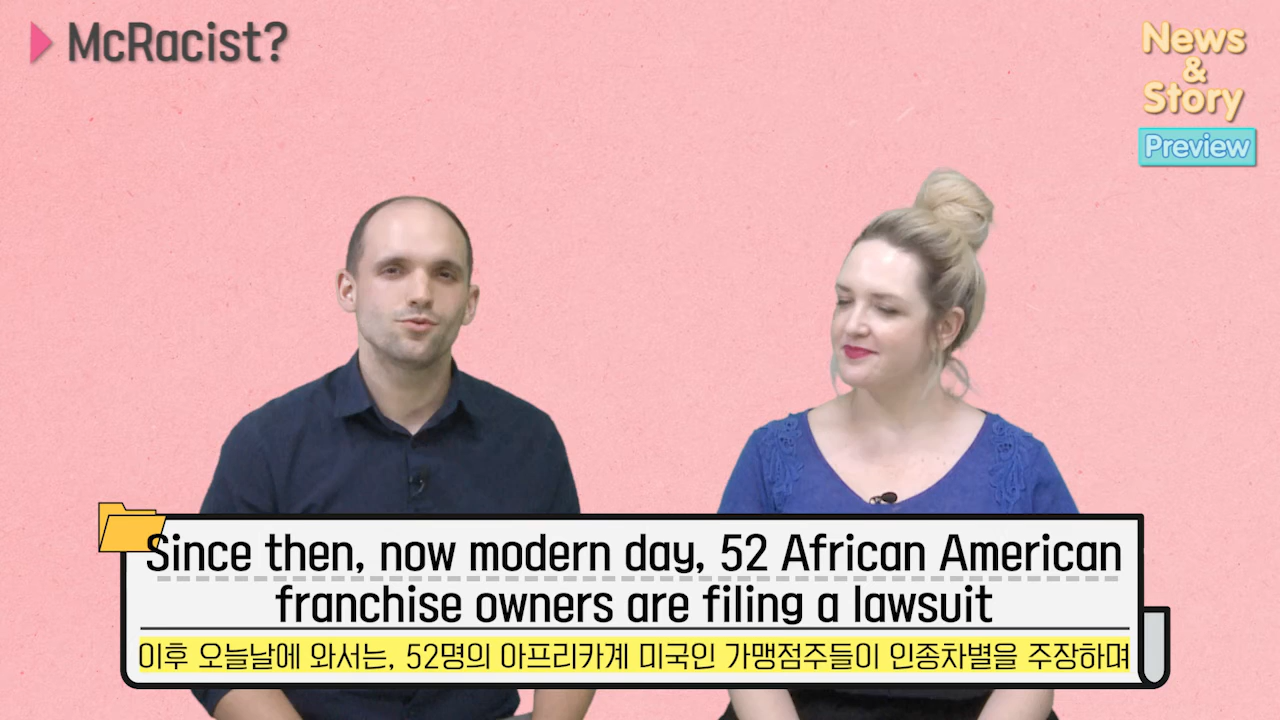 McRacist?
News
&
Story
Preview
Since then, now modern day, 52 African American
franchise owners are filing a lawsuit
이후 오늘날에 와서는, 52명의 아프리카계 미국인 가맹점주들이 인종차별을 주장하며